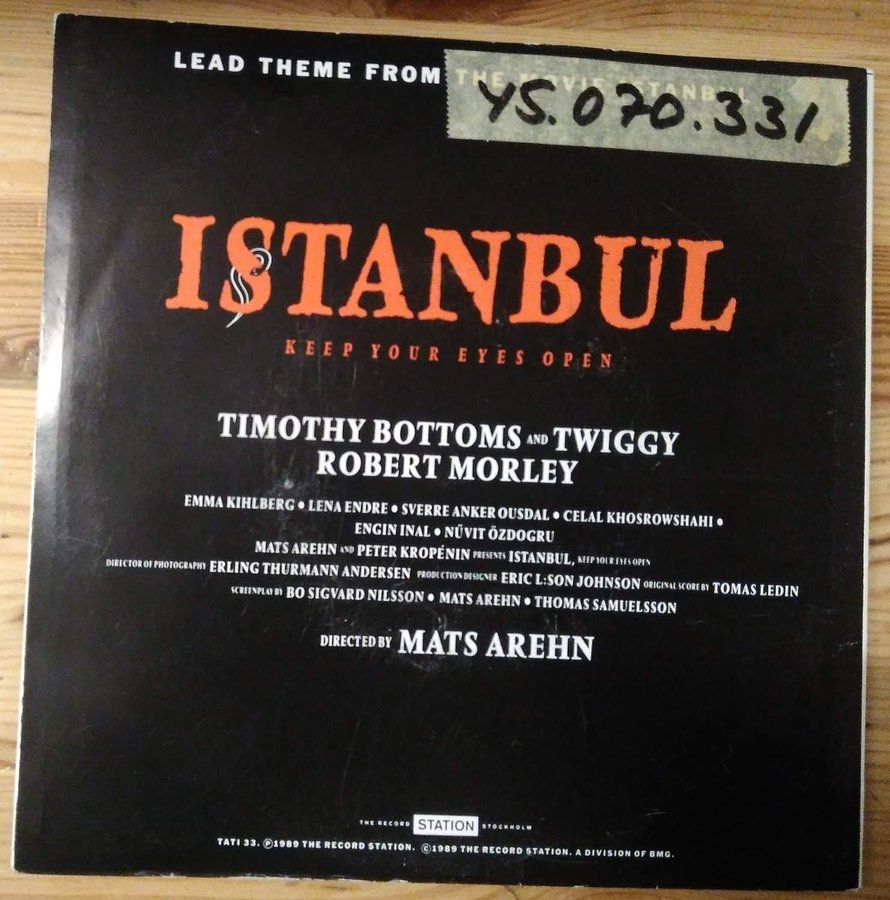 LEAD THEME FROM THE MOVIE ISTANBUL
45.070.331
ISTANBUL
KEEP YOUR EYES OPEN
TIMOTHY BOTTOMS AND TWIGGY
ROBERT MORLEY
EMMA KIHLBERG • LENA ENDRE • SVERRE ANKER OUSDAL • CELAL KHOSROWSHAHI •
ENGIN INAL • NÜVIT ÖZDOGRU
MATS AREHN AND PETER KROPÉNIN PRESENTS ISTANBUL, KEEP YOUR EYES OPEN
DIRECTOR OF PHOTOGRAPHY ERLING THURMANN ANDERSEN PRODUCTION DESIGNER ERIC L:SON JOHNSON ORIGINAL SCORE BY TOMAS LEDIN
SCREENPLAY BY BO SIGVARD NILSSON • MATS AREHN • THOMAS SAMUELSSON
DIRECTED BY MATS AREHN
THE RECORD STATION STOCKHOLM
TATI 33. ℗1989 THE RECORD STATION. ©1989 THE RECORD STATION. A DIVISION OF BMG.